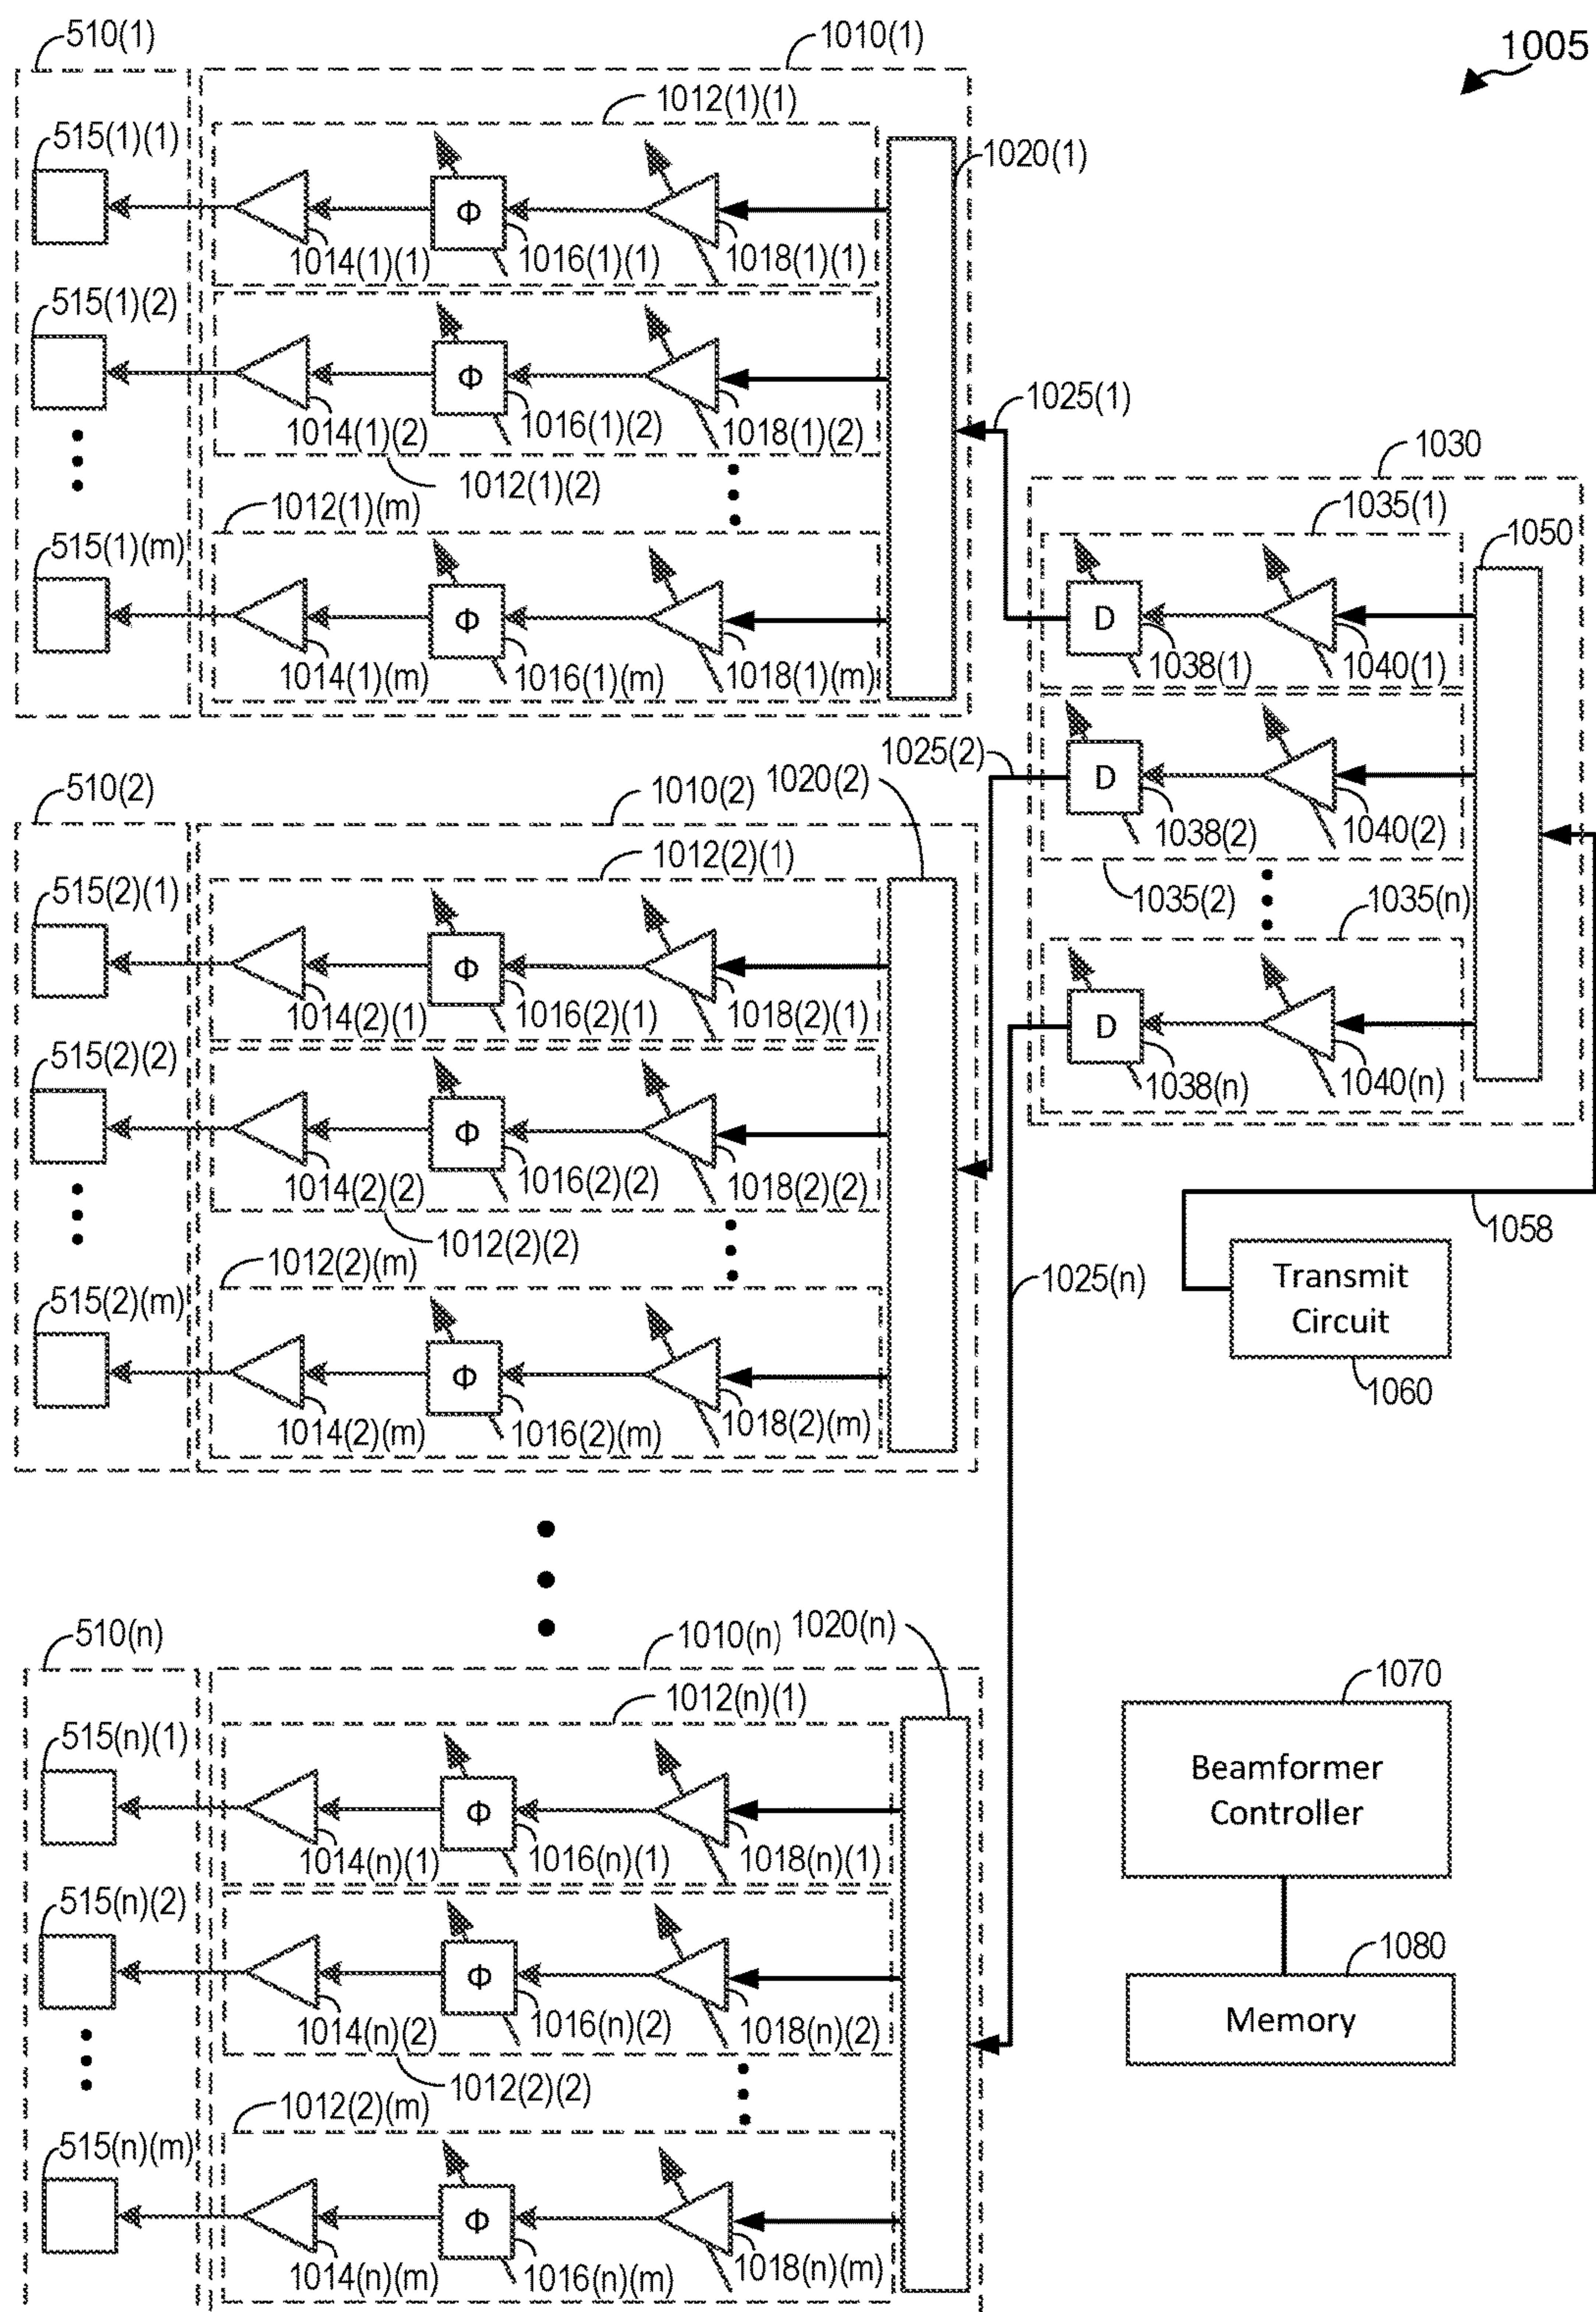 1005
510(1)
1010(1)
1012(1)(1)
515(1)(1)
1020(1)
Φ
1014(1)(1)
1016(1)(1)
1018(1)(1)
515(1)(2)
Φ
1014(1)(2)
1016(1)(2)
1018(1)(2)
1025(1)
1012(1)(2)
1012(1)(m)
515(1)(m)
Φ
1014(1)(m)
1016(1)(m)
1018(1)(m)
1030
1035(1)
1050
D
1038(1)
1040(1)
1025(2)
D
1038(2)
1040(2)
1035(2)
1035(n)
D
1038(n)
1040(n)
510(2)
1010(2)
1020(2)
1012(2)(1)
515(2)(1)
Φ
1014(2)(1)
1016(2)(1)
1018(2)(1)
515(2)(2)
Φ
1014(2)(2)
1016(2)(2)
1018(2)(2)
1012(2)(2)
1012(2)(m)
515(2)(m)
Φ
1014(2)(m)
1016(2)(m)
1018(2)(m)
1025(n)
1058
Transmit
Circuit
1060
510(n)
1010(n)
1020(n)
1012(n)(1)
515(n)(1)
Φ
1014(n)(1)
1016(n)(1)
1018(n)(1)
515(n)(2)
Φ
1014(n)(2)
1016(n)(2)
1018(n)(2)
1012(2)(2)
1012(2)(m)
515(n)(m)
Φ
1014(n)(m)
1016(n)(m)
1018(n)(m)
1070
Beamformer
Controller
1080
Memory